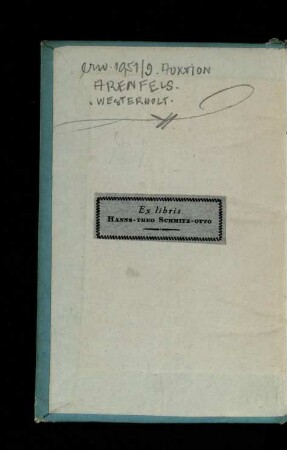 erw. 1951/9. AUKTION
ARENFELS.
. WESTERHOLT.
Ex libris
HANNS-THEO SCHMITZ-OTTO